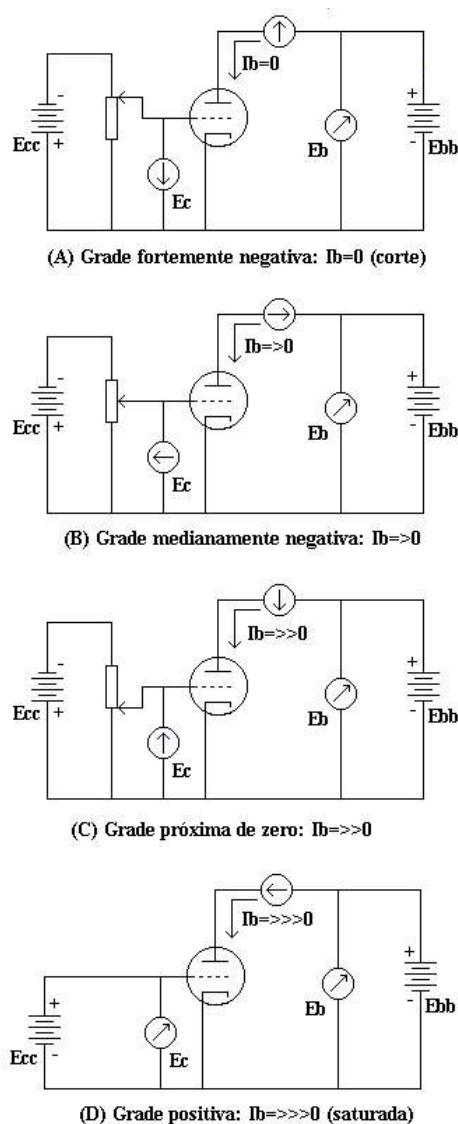 -
+
Ecc
Ib=0
Ec
Eb
+
-
Ebb
(A) Grade fortemente negativa: Ib=0 (corte)
-
+
Ecc
Ib=>0
Ec
Eb
+
-
Ebb
(B) Grade medianamente negativa: Ib=>0
-
+
Ecc
Ib=>>0
Ec
Eb
+
-
Ebb
(C) Grade próxima de zero: Ib=>>0
+
-
Ecc
Ib=>>>0
Ec
Eb
+
-
Ebb
(D) Grade positiva: Ib=>>>0 (saturada)